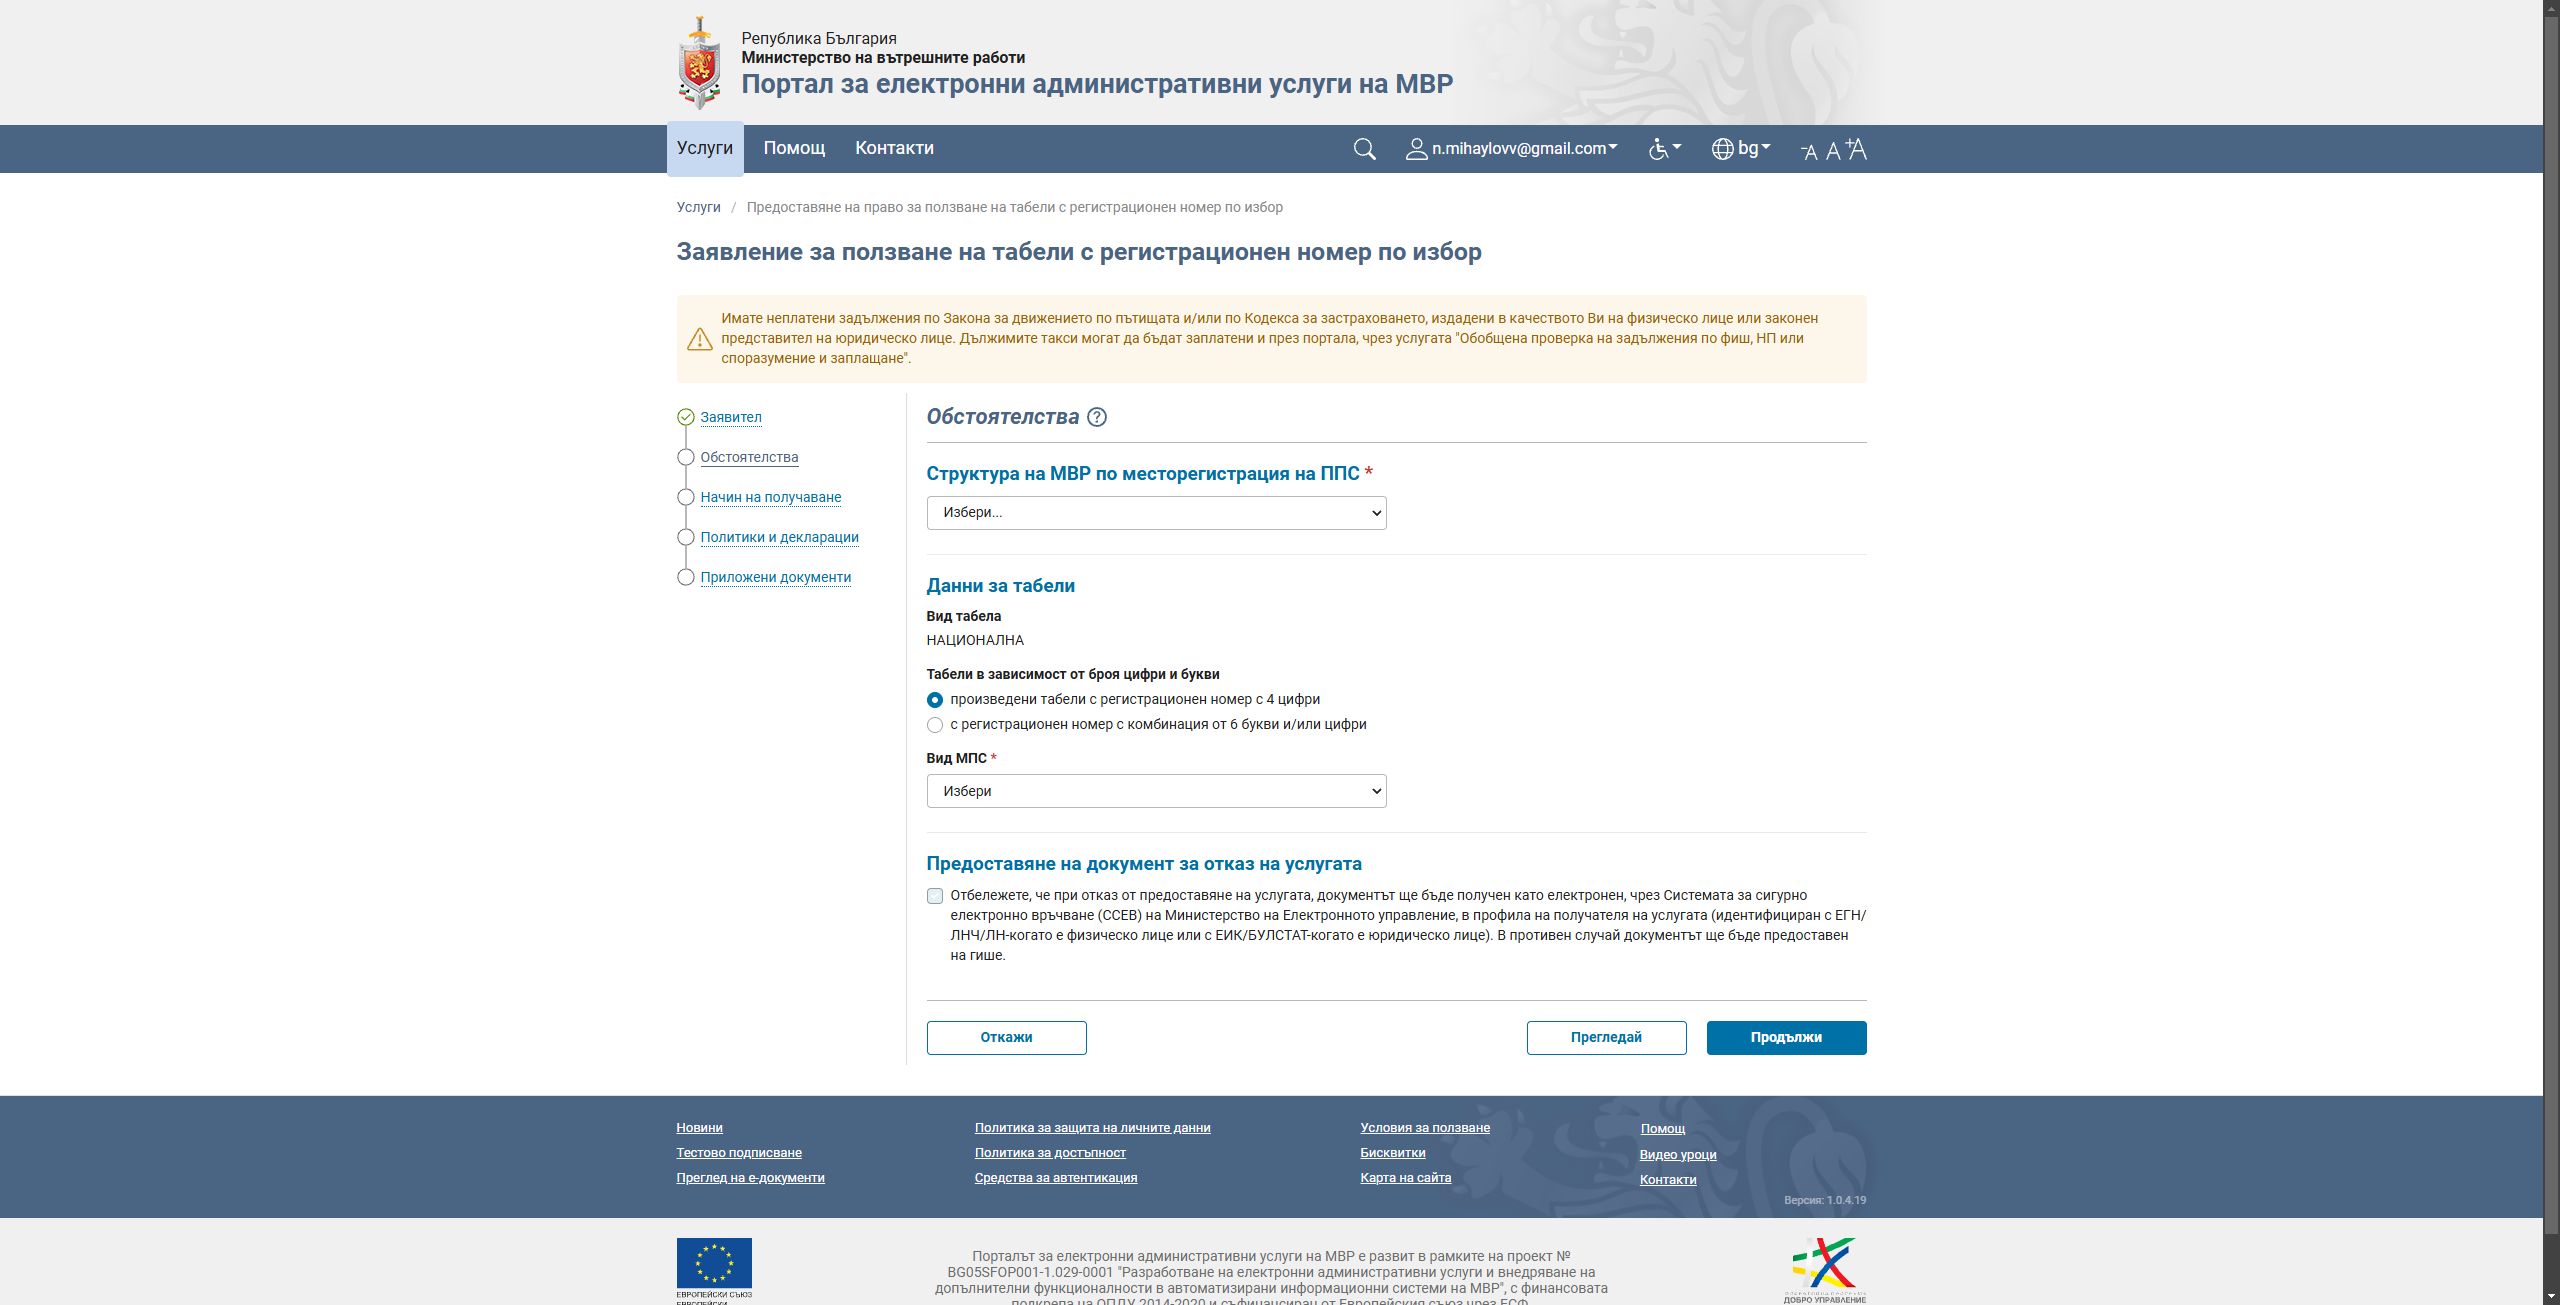 Република България
Министерство на вътрешните работи
Портал за електронни административни услуги на МВР
Услуги
Помощ
Контакти
n.mihaylovv@gmail.com
bg
-A A +A
Услуги / Предоставяне на право за ползване на табели с регистрационен номер по избор
Заявление за ползване на табели с регистрационен номер по избор
Имате неплатени задължения по Закона за движението по пътищата и/или по Кодекса за застраховането, издадени в качеството Ви на физическо лице или законен
представител на юридическо лице. Дължимите такси могат да бъдат заплатени и през портала, чрез услугата "Обобщена проверка на задължения по фиш, НП или
споразумение и заплащане".
Заявител
Обстоятелства
Начин на получаване
Политики и декларации
Приложени документи
Обстоятелства
Структура на МВР по месторегистрация на ППС *
Избери...
Данни за табели
Вид табела
НАЦИОНАЛНА
Табели в зависимост от броя цифри и букви
произведени табели с регистрационен номер с 4 цифри
с регистрационен номер с комбинация от 6 букви и/или цифри
Вид МПС *
Избери
Предоставяне на документ за отказ на услугата
Отбележете, че при отказ от предоставяне на услугата, документът ще бъде получен като електронен, чрез Системата за сигурно
електронно връчване (ССЕВ) на Министерство на Електронното управление, в профила на получателя на услугата (идентифициран с ЕГН/
ЛНЧ/ЛН-когато е физическо лице или с ЕИК/БУЛСТАТ-когато е юридическо лице). В противен случай документът ще бъде предоставен
на гише.
Откажи
Прегледай
Продължи
Новини
Тестово подписване
Преглед на е-документи
Политика за защита на личните данни
Политика за достъпност
Средства за автентикация
Условия за ползване
Бисквитки
Карта на сайта
Помощ
Видео уроци
Контакти
Версия: 1.0.4.19
ЕВРОПЕЙСКИ СЪЮЗ
ЕВРОПЕЙСКИ
Порталът за електронни административни услуги на МВР е развит в рамките на проект №
BG05SFOP001-1.029-0001 "Разработване на електронни административни услуги и внедряване на
допълнителни функционалности в автоматизирани информационни системи на МВР", с финансовата
подкрепа на ОПДУ 2014-2020 и съфинансиран от Европейския съюз чрез ЕСФ.
ДОБРО УПРАВЛЕНИЕ